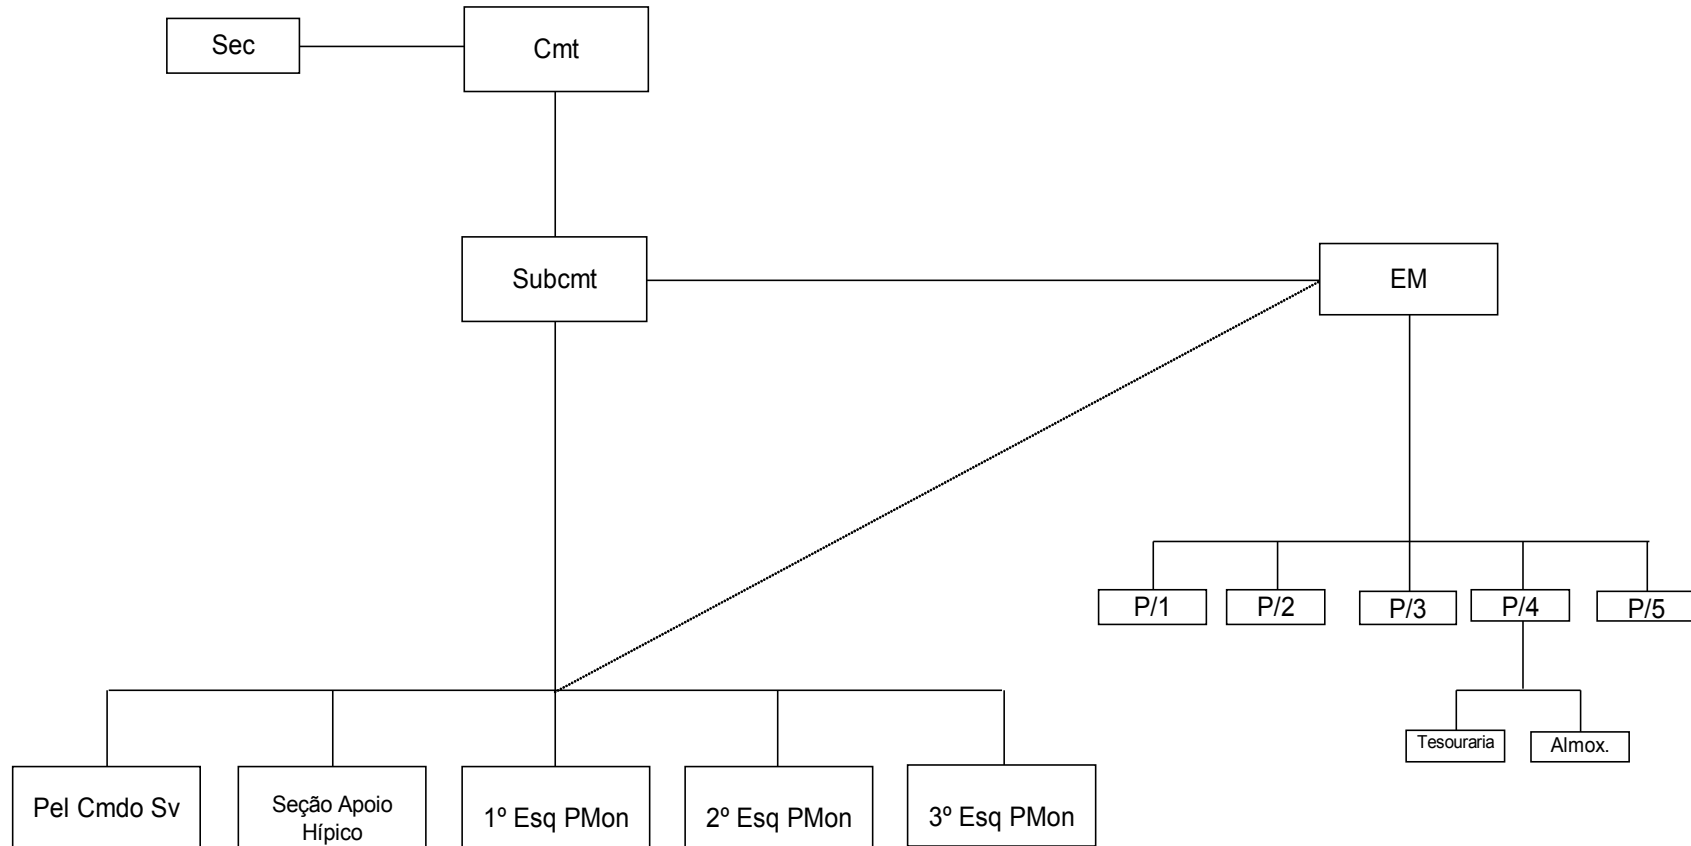 Sec
Cmt
Subcmt
EM
P/1
P/2
P/3
P/4
P/5
Tesouraria
Almox.
Pel Cmdo Sv
Seção Apoio
Hípico
1º Esq PMon
2º Esq PMon
3º Esq PMon